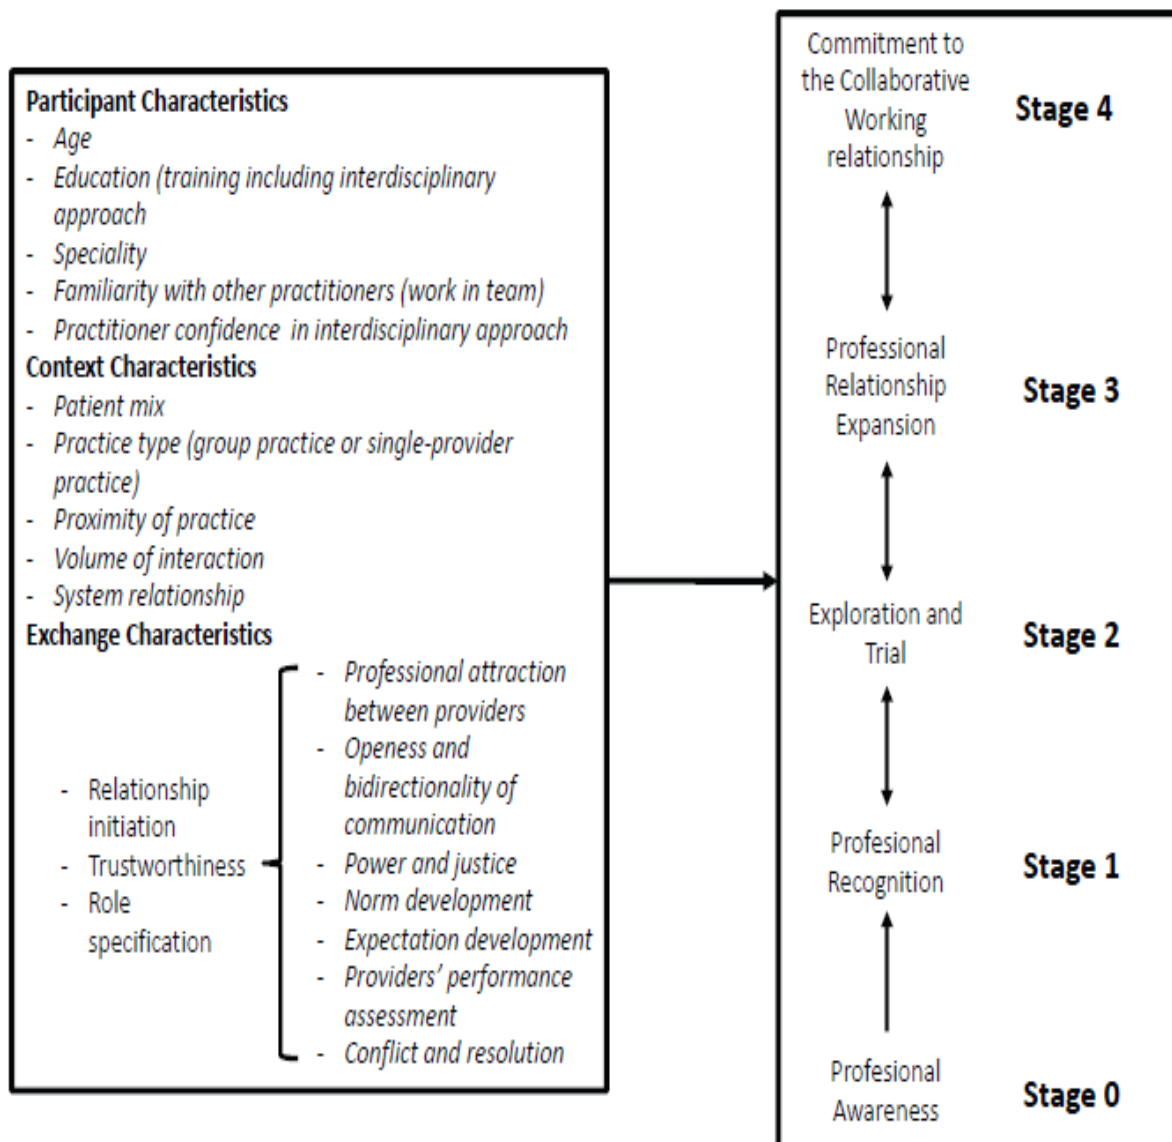 Participant Characteristics
- Age
- Education (training including interdisciplinary
approach
- Speciality
- Familiarity with other practitioners (work in team)
- Practitioner confidence in interdisciplinary approach
Context Characteristics
- Patient mix
- Practice type (group practice or single-provider
practice)
- Proximity of practice
- Volume of interaction
- System relationship
Exchange Characteristics
- Relationship
initiation
- Trustworthiness
- Role
specification
- Professional attraction
between providers
- Openess and
bidirectionality of
communication
- Power and justice
- Norm development
- Expectation development
- Providers’ performance
assessment
- Conflict and resolution
Commitment to
the Collaborative
Working
relationship
Stage 4
Professional
Relationship
Expansion
Stage 3
Exploration and
Trial
Stage 2
Profesional
Recognition
Stage 1
Profesional
Awareness
Stage 0